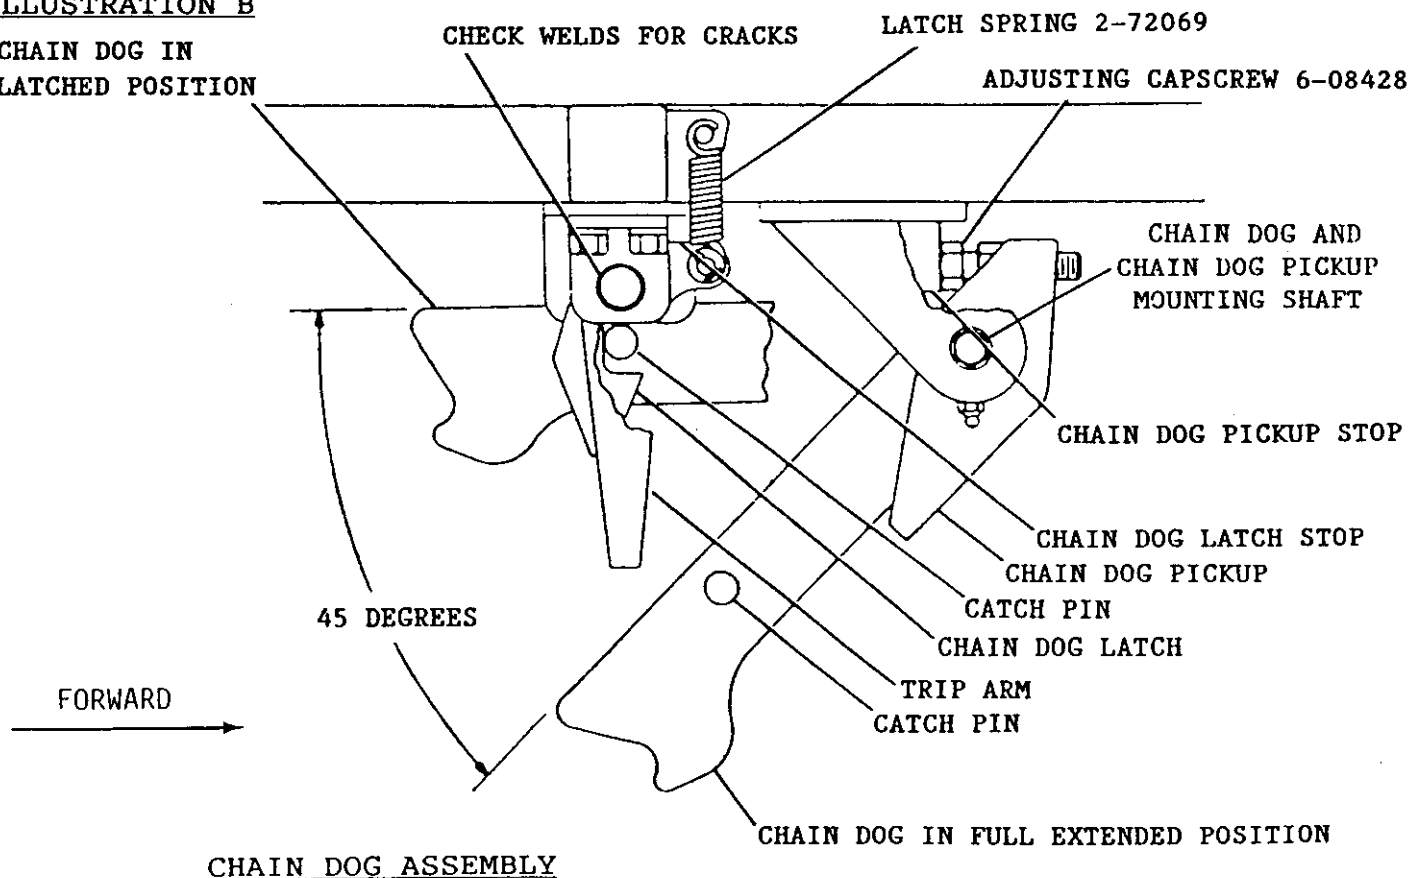 ILLUSTRATION B
CHAIN DOG IN
LATCHED POSITION
CHECK WELDS FOR CRACKS
LATCH SPRING 2-72069
ADJUSTING CAPSCREW 6-08428
CHAIN DOG AND
CHAIN DOG PICKUP
MOUNTING SHAFT
CHAIN DOG PICKUP STOP
CHAIN DOG LATCH STOP
CHAIN DOG PICKUP
CATCH PIN
CHAIN DOG LATCH
TRIP ARM
CATCH PIN
45 DEGREES
FORWARD
CHAIN DOG IN FULL EXTENDED POSITION
CHAIN DOG ASSEMBLY